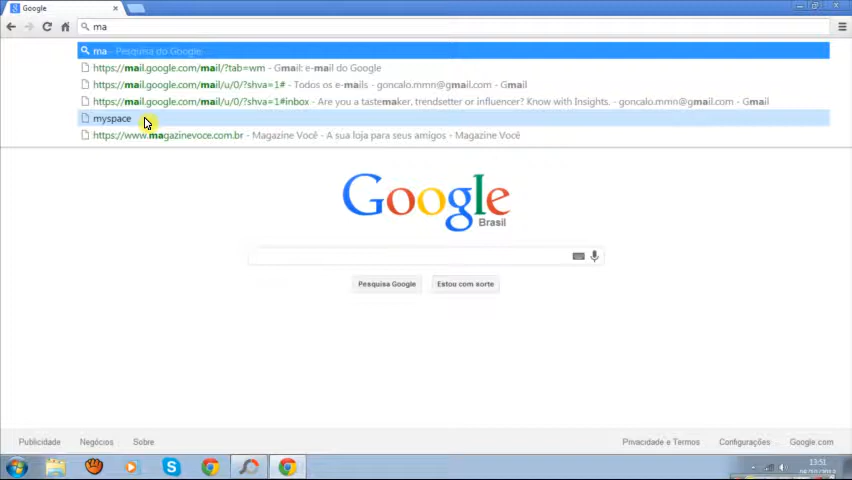 Google
ma
ma – Pesquisa do Google
https://mail.google.com/mail/?tab=wm - Gmail: e-mail do Google
https://mail.google.com/mail/u/0/?shva=1# - Todos os e-mails - goncalo.mmn@gmail.com - Gmail
https://mail.google.com/mail/u/0/?shva=1#inbox - Are you a tastemaker, trendsetter or influencer? Know with Insights. - goncalo.mmn@gmail.com - Gmail
myspace
https://www.magazinevoce.com.br - Magazine Você - A sua loja para seus amigos - Magazine Você
Google
Brasil
Pesquisa Google Estou com sorte
Publicidade Negócios Sobre Privacidade e Termos Configurações Google.com
13:51